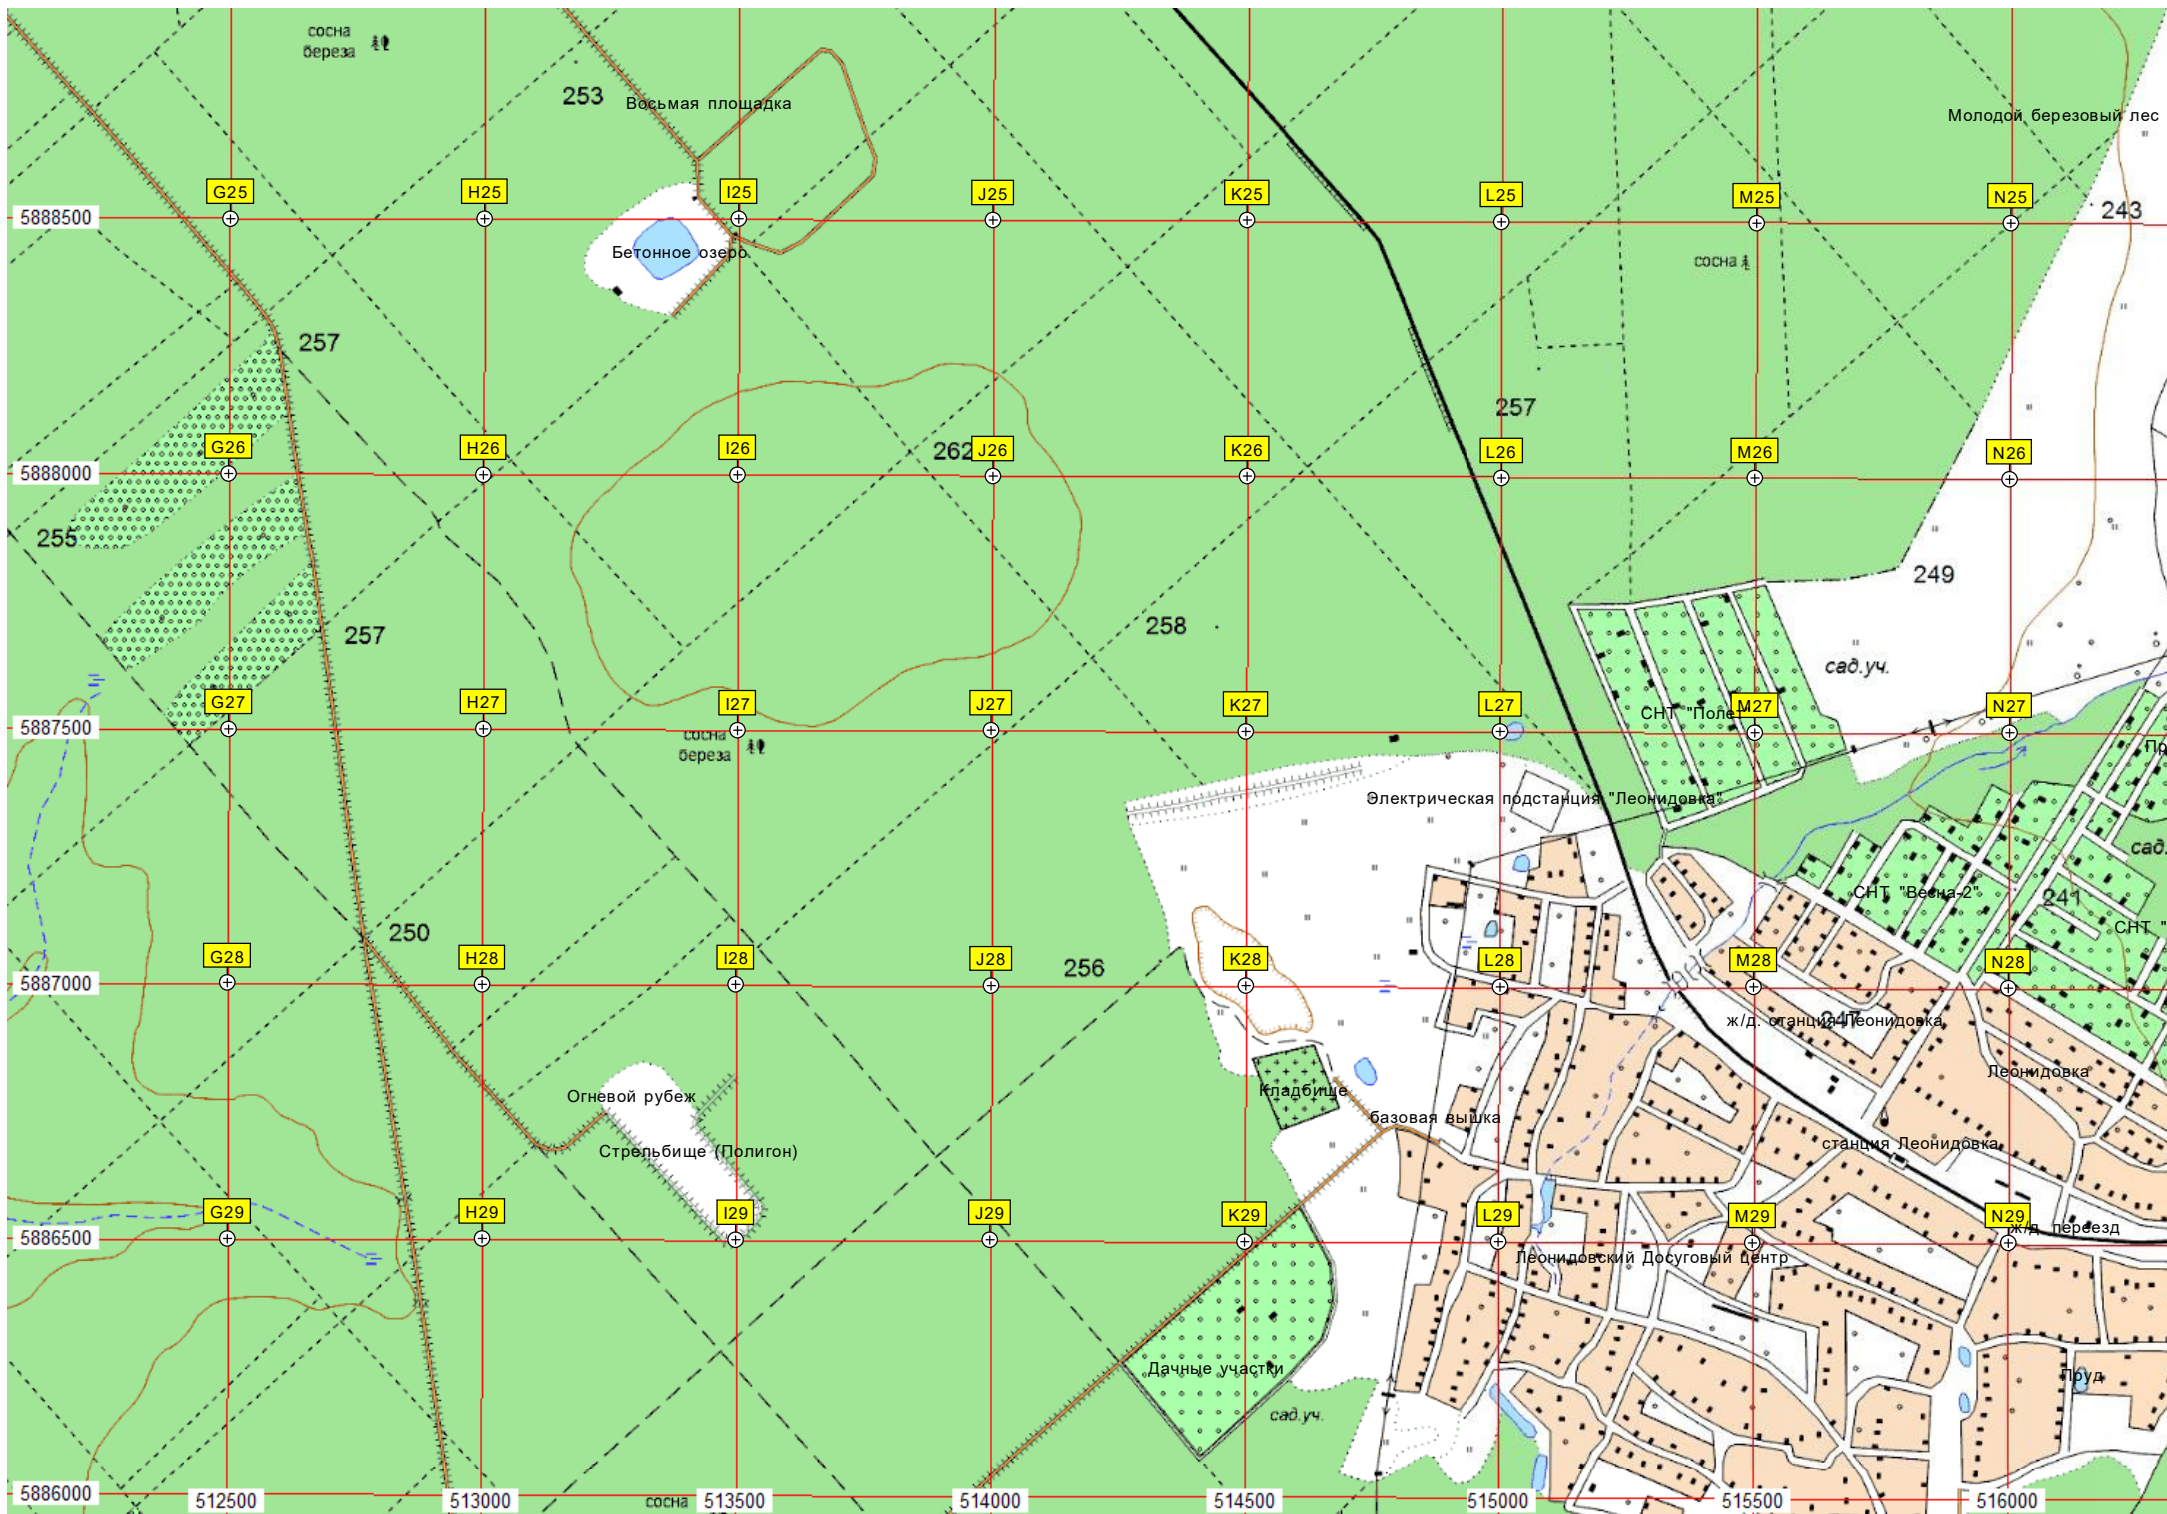 сосна
береза
253
Восьмая площадка
Молодой березовый лес
G25 H25 I25 J25 K25 L25 M25 N25
5888500
243
Бетонное озеро
сосна
257
257
G26 H26 I26 J26 K26 L26 M26 N26
262
5888000
255
249
257
258
сад.уч.
G27 H27 I27 J27 K27 L27 M27 N27
СНТ "Полет"
5887500
сосна
береза
Пр
Электрическая подстанция "Леонидовка"
сад.
СНТ "Весна-2"
241
СНТ "
250
G28 H28 I28 J28 K28 L28 M28 N28
256
5887000
247
ж/д. станция Леонидовка
Леонидовка
Огневой рубеж
Кладбище
базовая вышка
Стрельбище (Полигон)
станция Леонидовка
G29 H29 I29 J29 K29 L29 M29 N29
ж/д. переезд
5886500
Леонидовский Досуговый центр
Дачные участки
Пруд
сад.уч.
5886000
сосна
512500 513000 513500 514000 514500 515000 515500 516000